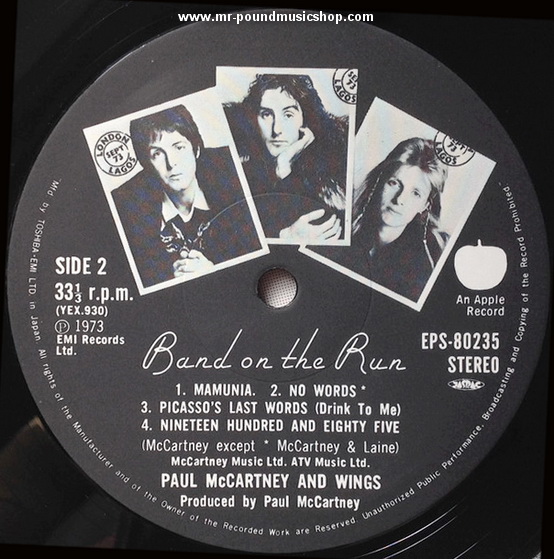 www.mr-poundmusicshop.com
LONDON
SEPT
73
LAGOS
SEPT
73
LAGOS
SEPT
73
LAGOS
SIDE 2
33⅓ r.p.m.
(YEX.930)
Ⓟ 1973
EMI Records
Ltd.
An Apple
Record
EPS-80235
STEREO
JASRAC
Band on the Run
1. MAMUNIA. 2. NO WORDS *
3. PICASSO'S LAST WORDS (Drink To Me)
4. NINETEEN HUNDRED AND EIGHTY FIVE
(McCartney except * McCartney & Laine)
McCartney Music Ltd. ATV Music Ltd.
PAUL McCARTNEY AND WINGS
Produced by Paul McCartney
"Mfd by TOSHIBA-EMI LTD. in Japan. All rights of the Manufacturer and of the Owner of the Recorded Work are Reserved. Unauthorized Public Performance, Broadcasting and Copying of the Record Prohibited"